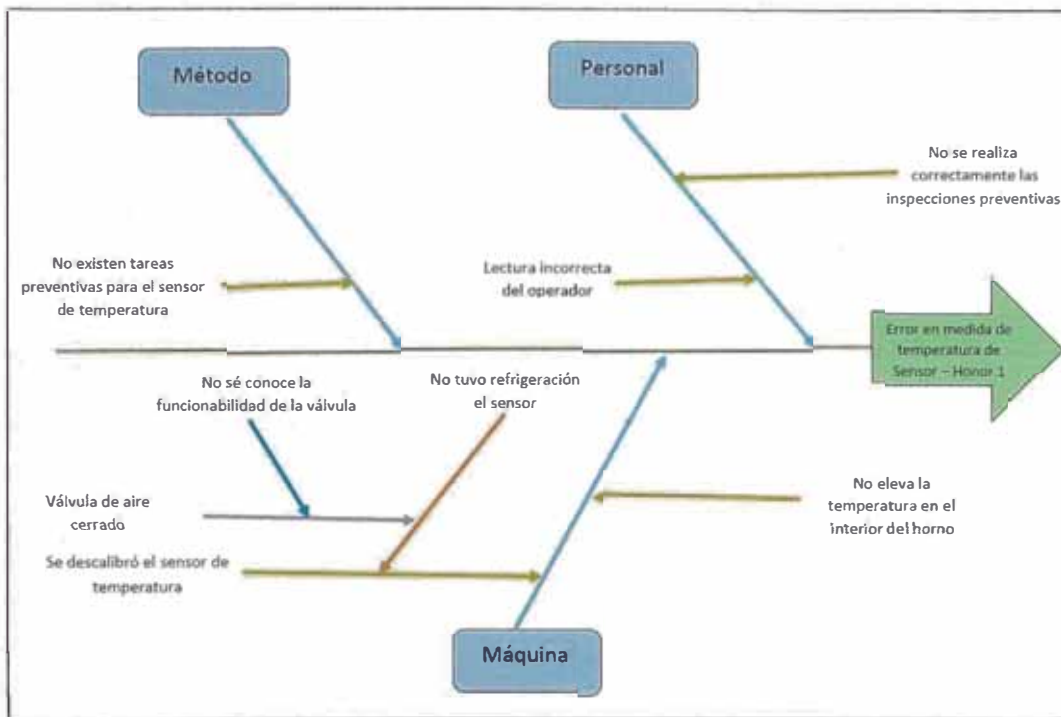 Método
Personal
No se realiza
correctamente las
inspecciones preventivas
No existen tareas
preventivas para el sensor
de temperatura
Lectura incorrecta
del operador
Error en medida de
temperatura de
Sensor – Honor 1
No sé conoce la
funcionabilidad de la válvula
No tuvo refrigeración
el sensor
Válvula de aire
cerrado
No eleva la
temperatura en el
interior del horno
Se descalibró el sensor de
temperatura
Máquina